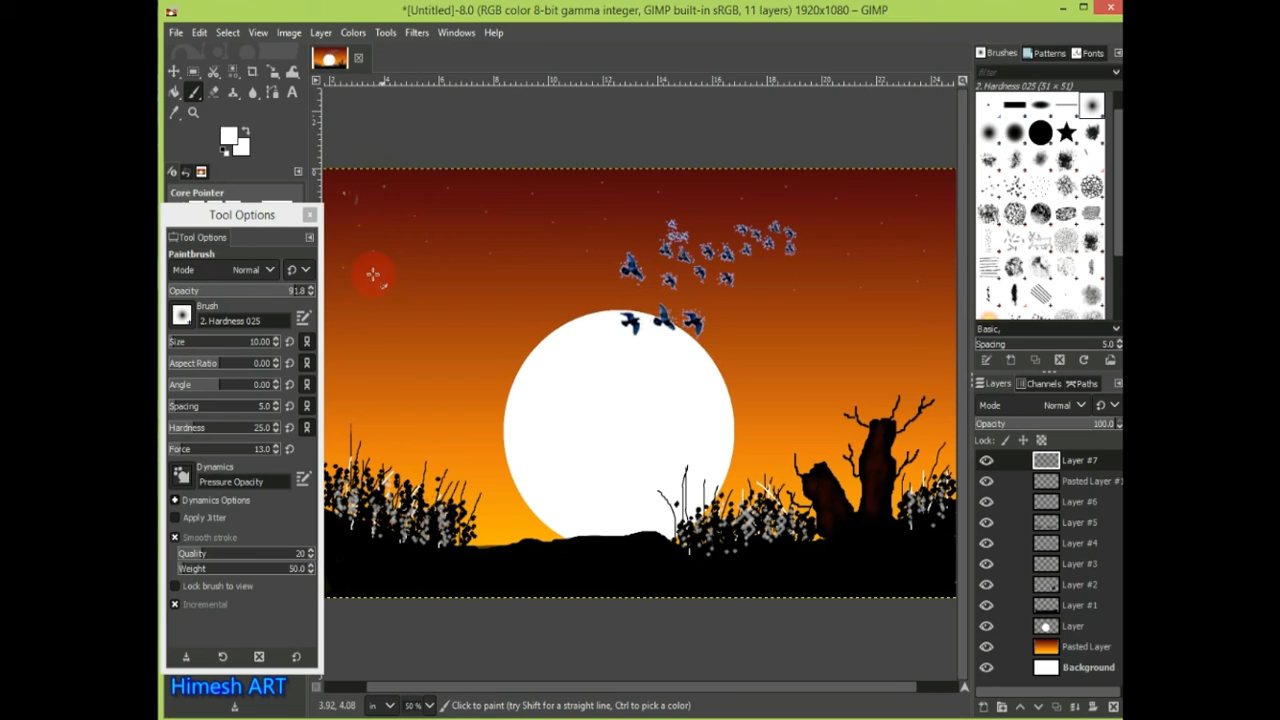 *[Untitled]-8.0 (RGB color 8-bit gamma integer, GIMP built-in sRGB, 11 layers) 1920x1080 – GIMP
File Edit Select View Image Layer Colors Tools Filters Windows Help
Brushes Patterns Fonts
filter
2. Hardness 025 (51 × 51)
Core Pointer
Tool Options
Tool Options
Paintbrush
Mode Normal
Opacity 91.8
Brush
2. Hardness 025
Size 10.00
Aspect Ratio 0.00
Angle 0.00
Spacing 5.0
Hardness 25.0
Force 13.0
Dynamics
Pressure Opacity
Dynamics Options
Apply Jitter
Smooth stroke
Quality 20
Weight 50.0
Lock brush to view
Incremental
Himesh ART
Basic,
Spacing 5.0
Layers Channels Paths
Mode Normal
Opacity 100.0
Lock:
Layer #7
Pasted Layer #1
Layer #6
Layer #5
Layer #4
Layer #3
Layer #2
Layer #1
Layer
Pasted Layer
Background
3.92, 4.08 in 50 % Click to paint (try Shift for a straight line, Ctrl to pick a color)